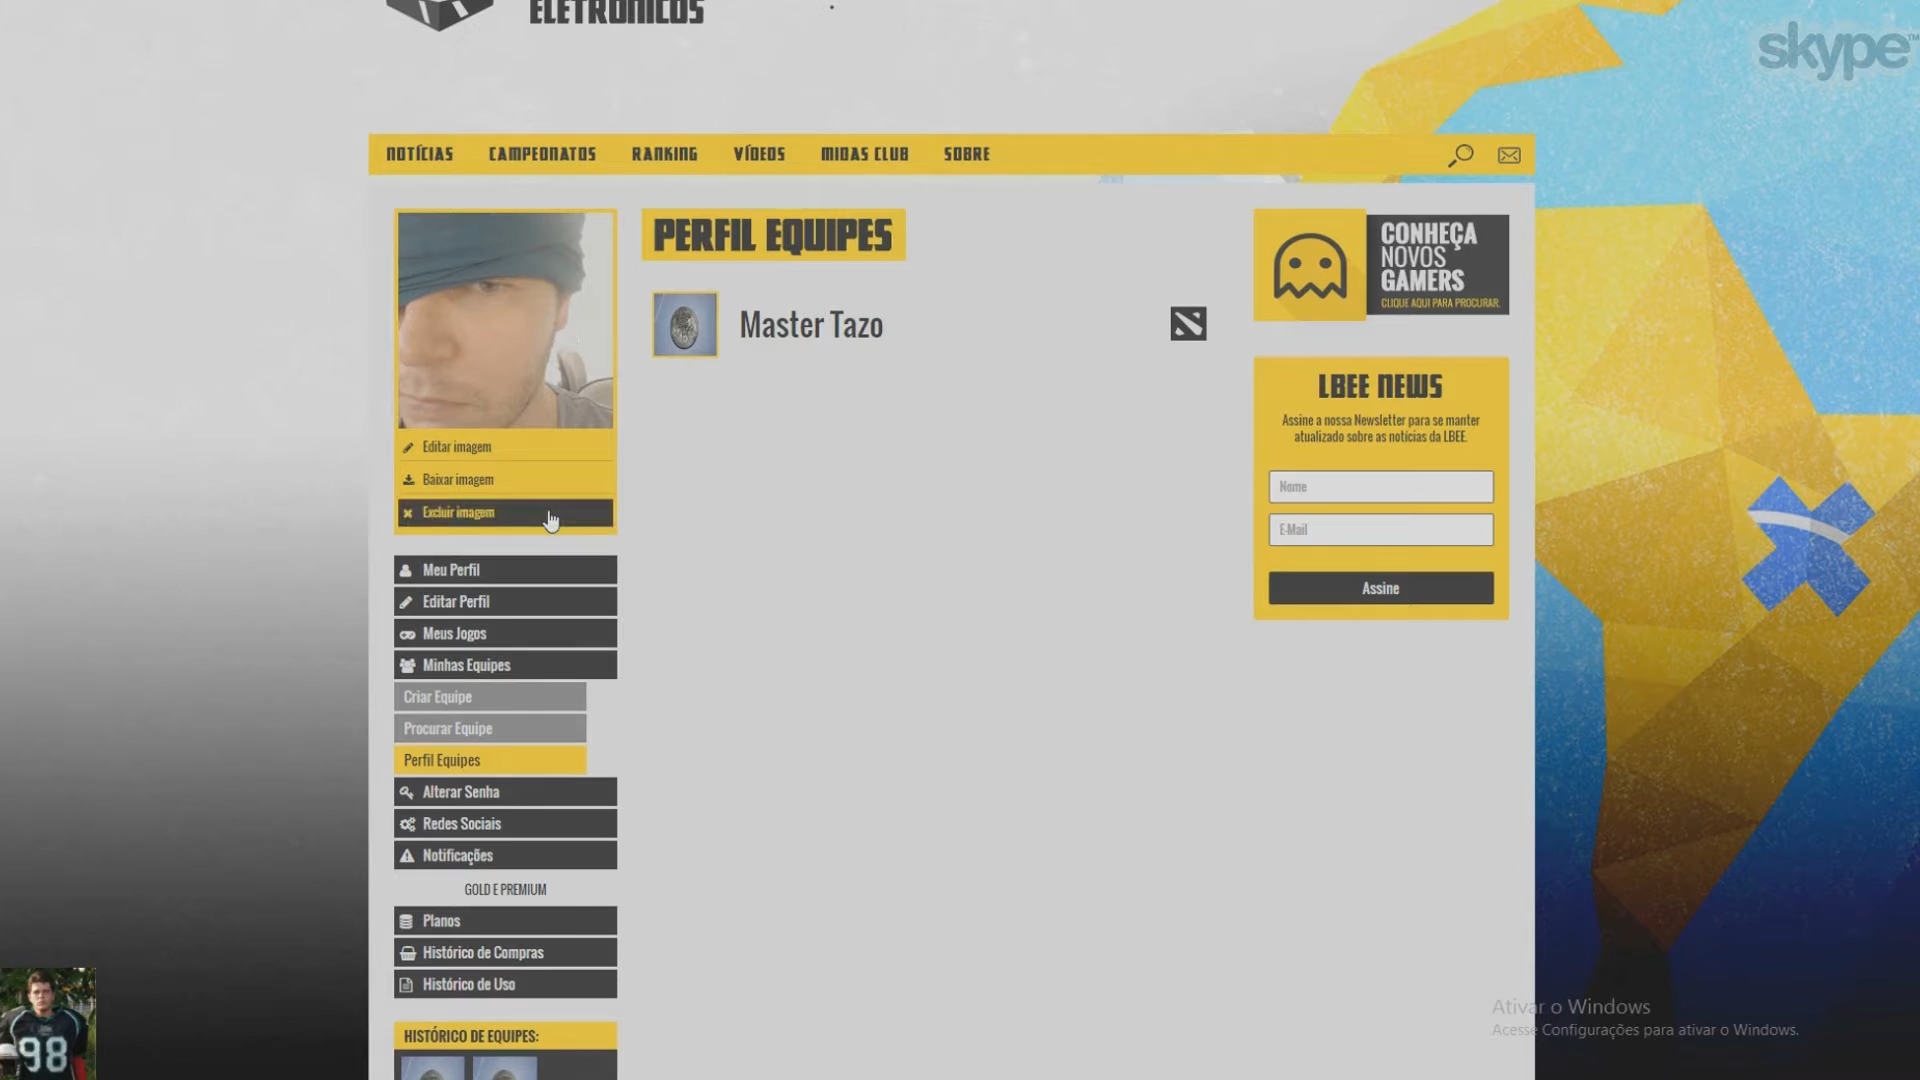 ELETRÔNICOS
skype™
NOTÍCIAS CAMPEONATOS RANKING VÍDEOS MIDAS CLUB SOBRE
PERFIL EQUIPES
Master Tazo
CONHEÇA
NOVOS
GAMERS
CLIQUE AQUI PARA PROCURAR.
LBEE NEWS
Assine a nossa Newsletter para se manter
atualizado sobre as notícias da LBEE.
Nome
E-Mail
Assine
Editar imagem
Baixar imagem
Excluir imagem
Meu Perfil
Editar Perfil
Meus Jogos
Minhas Equipes
Criar Equipe
Procurar Equipe
Perfil Equipes
Alterar Senha
Redes Sociais
Notificações
GOLD E PREMIUM
Planos
Histórico de Compras
Histórico de Uso
HISTÓRICO DE EQUIPES:
98
Ativar o Windows
Acesse Configurações para ativar o Windows.